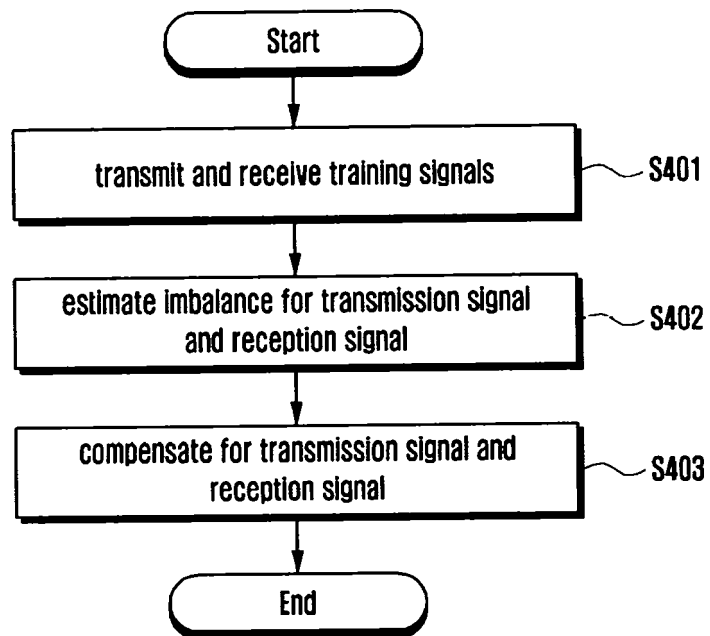 Start
transmit and receive training signals
S401
estimate imbalance for transmission signal
and reception signal
S402
compensate for transmission signal and
reception signal
S403
End